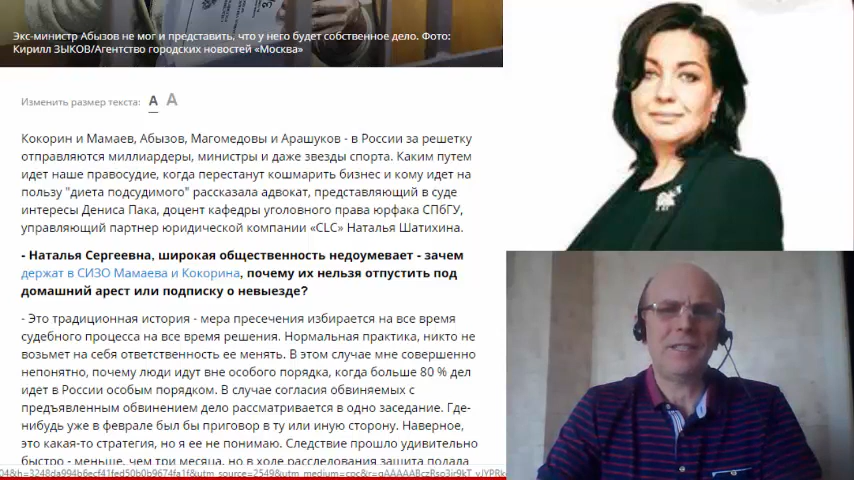 Экс-министр Абызов не мог и представить, что у него будет собственное дело. Фото:
Кирилл ЗЫКОВ/Агентство городских новостей «Москва»
Изменить размер текста: А А
Кокорин и Мамаев, Абызов, Магомедовы и Арашуков - в России за решетку
отправляются миллиардеры, министры и даже звезды спорта. Каким путем
идет наше правосудие, когда перестанут кошмарить бизнес и кому идет на
пользу "диета подсудимого" рассказала адвокат, представляющий в суде
интересы Дениса Пака, доцент кафедры уголовного права юрфака СПбГУ,
управляющий партнер юридической компании «CLC» Наталья Шатихина.
- Наталья Сергеевна, широкая общественность недоумевает - зачем
держат в СИЗО Мамаева и Кокорина, почему их нельзя отпустить под
домашний арест или подписку о невыезде?
- Это традиционная история - мера пресечения избирается на все время
судебного процесса на все время решения. Нормальная практика, никто не
возьмет на себя ответственность ее менять. В этом случае мне совершенно
непонятно, почему люди идут вне особого порядка, когда больше 80 % дел
идет в России особым порядком. В случае согласия обвиняемых с
предъявленным обвинением дело рассматривается в одно заседание. Где-
нибудь уже в феврале был бы приговор в ту или иную сторону. Наверное,
это какая-то стратегия, но я ее не понимаю. Следствие прошло удивительно
быстро - меньше, чем три месяца, но в ходе расследования защита подала